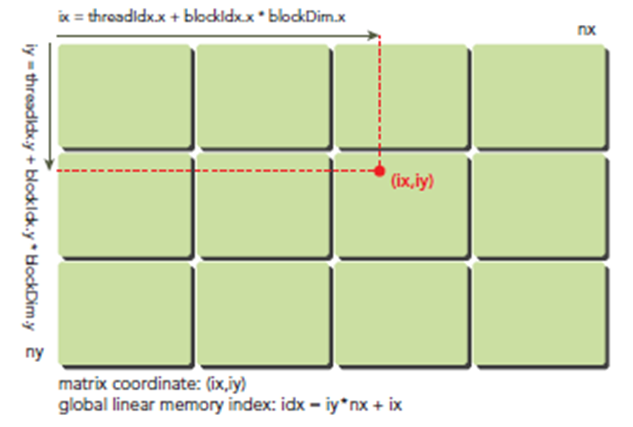 ix = threadIdx.x + blockIdx.x * blockDim.x
nx
iy = threadIdx.y + blockIdx.y * blockDim.y
(ix,iy)
ny
matrix coordinate: (ix,iy)
global linear memory index: idx = iy*nx + ix